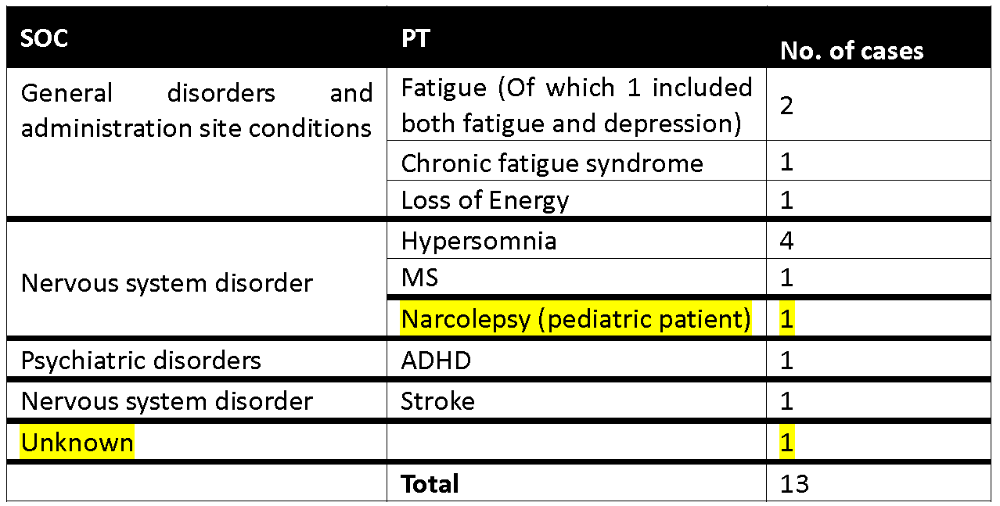 SOC PT No. of cases
General disorders and
administration site conditions
Fatigue (Of which 1 included
both fatigue and depression)
2
Chronic fatigue syndrome 1
Loss of Energy 1
Nervous system disorder
Hypersomnia 4
MS 1
Narcolepsy (pediatric patient) 1
Psychiatric disorders ADHD 1
Nervous system disorder Stroke 1
Unknown 1
Total 13